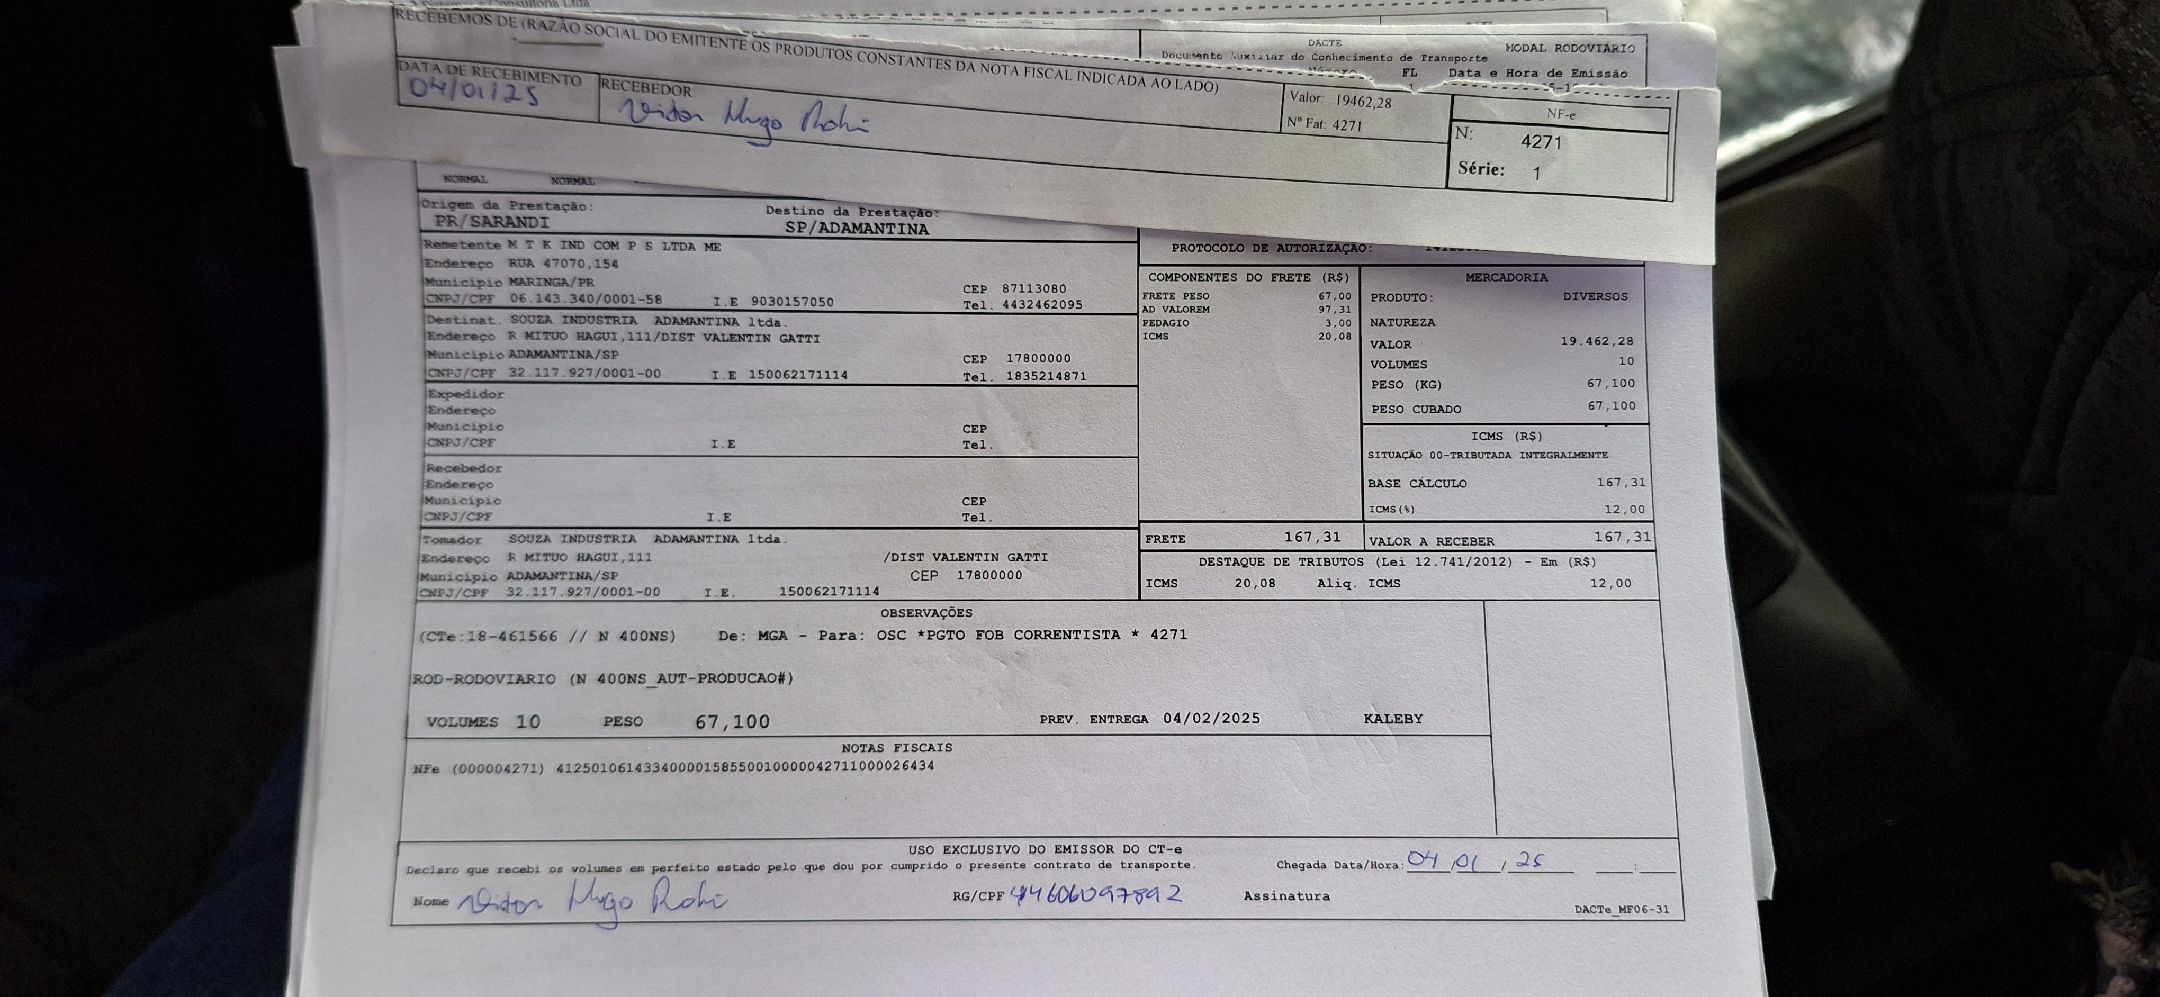 RECEBEMOS DE (RAZÃO SOCIAL DO EMITENTE OS PRODUTOS CONSTANTES DA NOTA FISCAL INDICADA AO LADO)
DATA DE RECEBIMENTO
04/01/25
RECEBEDOR
Victor Hugo
Valor: 19462,28
Nº Fat: 4271
NF-e
N: 4271
Série: 1
DACTE
MODAL RODOVIÁRIO
Documento Auxiliar do Conhecimento de Transporte
FL Data e Hora de Emissão
NORMAL NORMAL
Origem da Prestação: Destino da Prestação:
PR/SARANDI SP/ADAMANTINA
Remetente M T K IND COM P S LTDA ME
Endereço RUA 47070,154
Município MARINGA/PR CEP 87113080
CNPJ/CPF 06.143.340/0001-58 I.E 9030157050 Tel. 4432462095
Destinat. SOUZA INDUSTRIA ADAMANTINA ltda.
Endereço R MITUO HAGUI,111/DIST VALENTIN GATTI
Município ADAMANTINA/SP CEP 17800000
CNPJ/CPF 32.117.927/0001-00 I.E 150062171114 Tel. 1835214871
Expedidor
Endereço
Município CEP
CNPJ/CPF I.E Tel.
Recebedor
Endereço
Município CEP
CNPJ/CPF I.E Tel.
Tomador SOUZA INDUSTRIA ADAMANTINA ltda.
Endereço R MITUO HAGUI,111 /DIST VALENTIN GATTI
Município ADAMANTINA/SP CEP 17800000
CNPJ/CPF 32.117.927/0001-00 I.E. 150062171114
PROTOCOLO DE AUTORIZAÇÃO:
COMPONENTES DO FRETE (R$)
FRETE PESO 67,00
AD VALOREM 97,31
PEDAGIO 3,00
ICMS 20,08
MERCADORIA
PRODUTO: DIVERSOS
NATUREZA
VALOR 19.462,28
VOLUMES 10
PESO (KG) 67,100
PESO CUBADO 67,100
ICMS (R$)
SITUAÇÃO 00-TRIBUTADA INTEGRALMENTE
BASE CÁLCULO 167,31
ICMS(%) 12,00
FRETE 167,31 VALOR A RECEBER 167,31
DESTAQUE DE TRIBUTOS (Lei 12.741/2012) - Em (R$)
ICMS 20,08 Aliq. ICMS 12,00
OBSERVAÇÕES
(CTe:18-461566 // N 400NS) De: MGA - Para: OSC *PGTO FOB CORRENTISTA * 4271
ROD-RODOVIARIO (N 400NS_AUT-PRODUCAO#)
VOLUMES 10 PESO 67,100 PREV. ENTREGA 04/02/2025 KALEBY
NOTAS FISCAIS
NFe (000004271) 41250106143340000158550010000042711000026434
USO EXCLUSIVO DO EMISSOR DO CT-e
Declaro que recebi os volumes em perfeito estado pelo que dou por cumprido o presente contrato de transporte. Chegada Data/Hora: 04/01/25
Nome Victor Hugo RG/CPF 44606097892 Assinatura
DACTe_MF06-31